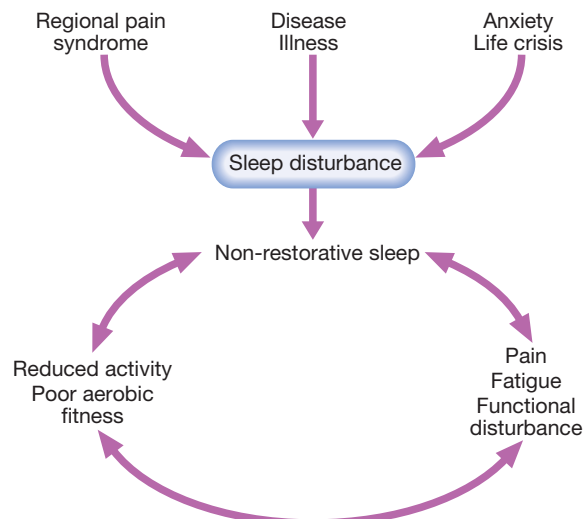 Regional pain
syndrome
Disease
Illness
Anxiety
Life crisis
Sleep disturbance
Non-restorative sleep
Reduced activity
Poor aerobic
fitness
Pain
Fatigue
Functional
disturbance